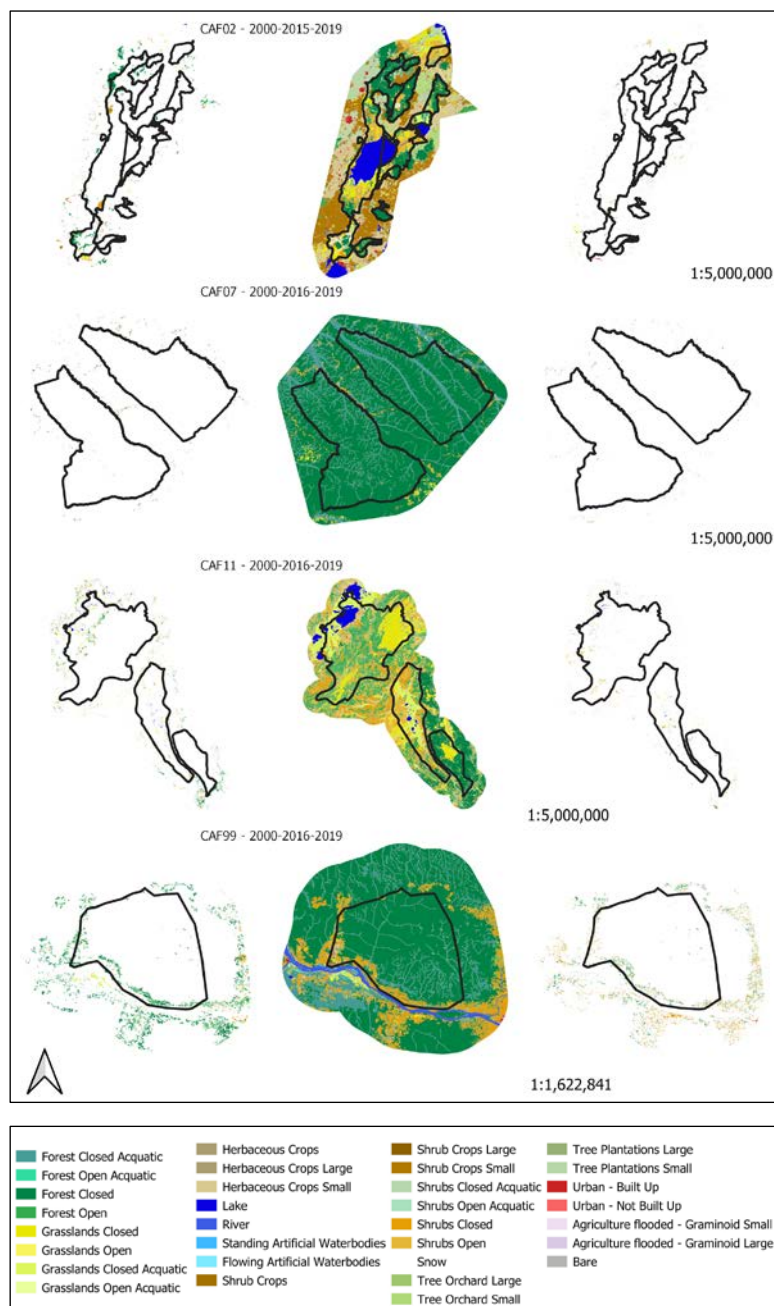 CAF02 - 2000-2015-2019
1:5,000,000
CAF07 - 2000-2016-2019
1:5,000,000
CAF11 - 2000-2016-2019
1:5,000,000
CAF99 - 2000-2016-2019
1:1,622,841
Forest Closed Acquatic
Forest Open Acquatic
Forest Closed
Forest Open
Grasslands Closed
Grasslands Open
Grasslands Closed Acquatic
Grasslands Open Acquatic
Herbaceous Crops
Herbaceous Crops Large
Herbaceous Crops Small
Lake
River
Standing Artificial Waterbodies
Flowing Artificial Waterbodies
Shrub Crops
Shrub Crops Large
Shrub Crops Small
Shrubs Closed Acquatic
Shrubs Open Acquatic
Shrubs Closed
Shrubs Open
Snow
Tree Orchard Large
Tree Orchard Small
Tree Plantations Large
Tree Plantations Small
Urban - Built Up
Urban - Not Built Up
Agriculture flooded - Graminoid Small
Agriculture flooded - Graminoid Large
Bare